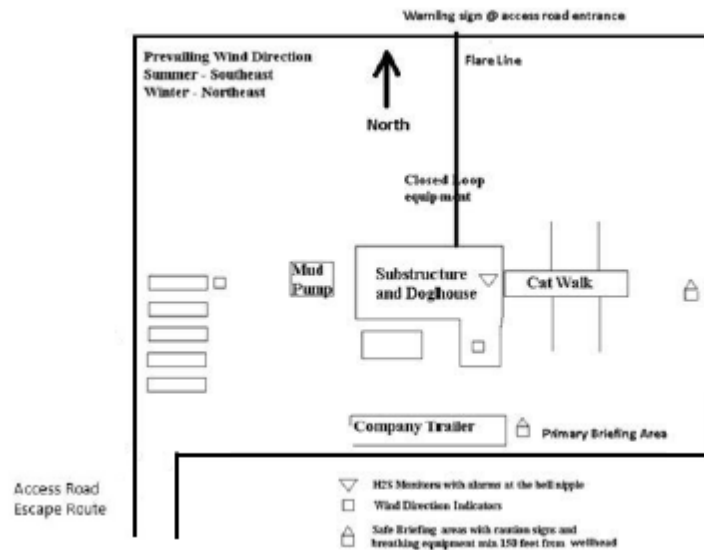 Warnling sign @ access road entrance
Prevailing Wind Direction
Summer - Southeast
Winter - Northeast
Flare Line
North
Closed Loop
equipment
Mud
Pump
Substructure
and Doghouse
Cat Walk
Company Trailer
Primary Briefing Area
Access Road
Escape Route
H2S Monitors with alarms at the bell nipple
Wind Direction Indicators
Safe Briefing areas with caution signs and
breathing equipment min 150 feet from wellhead